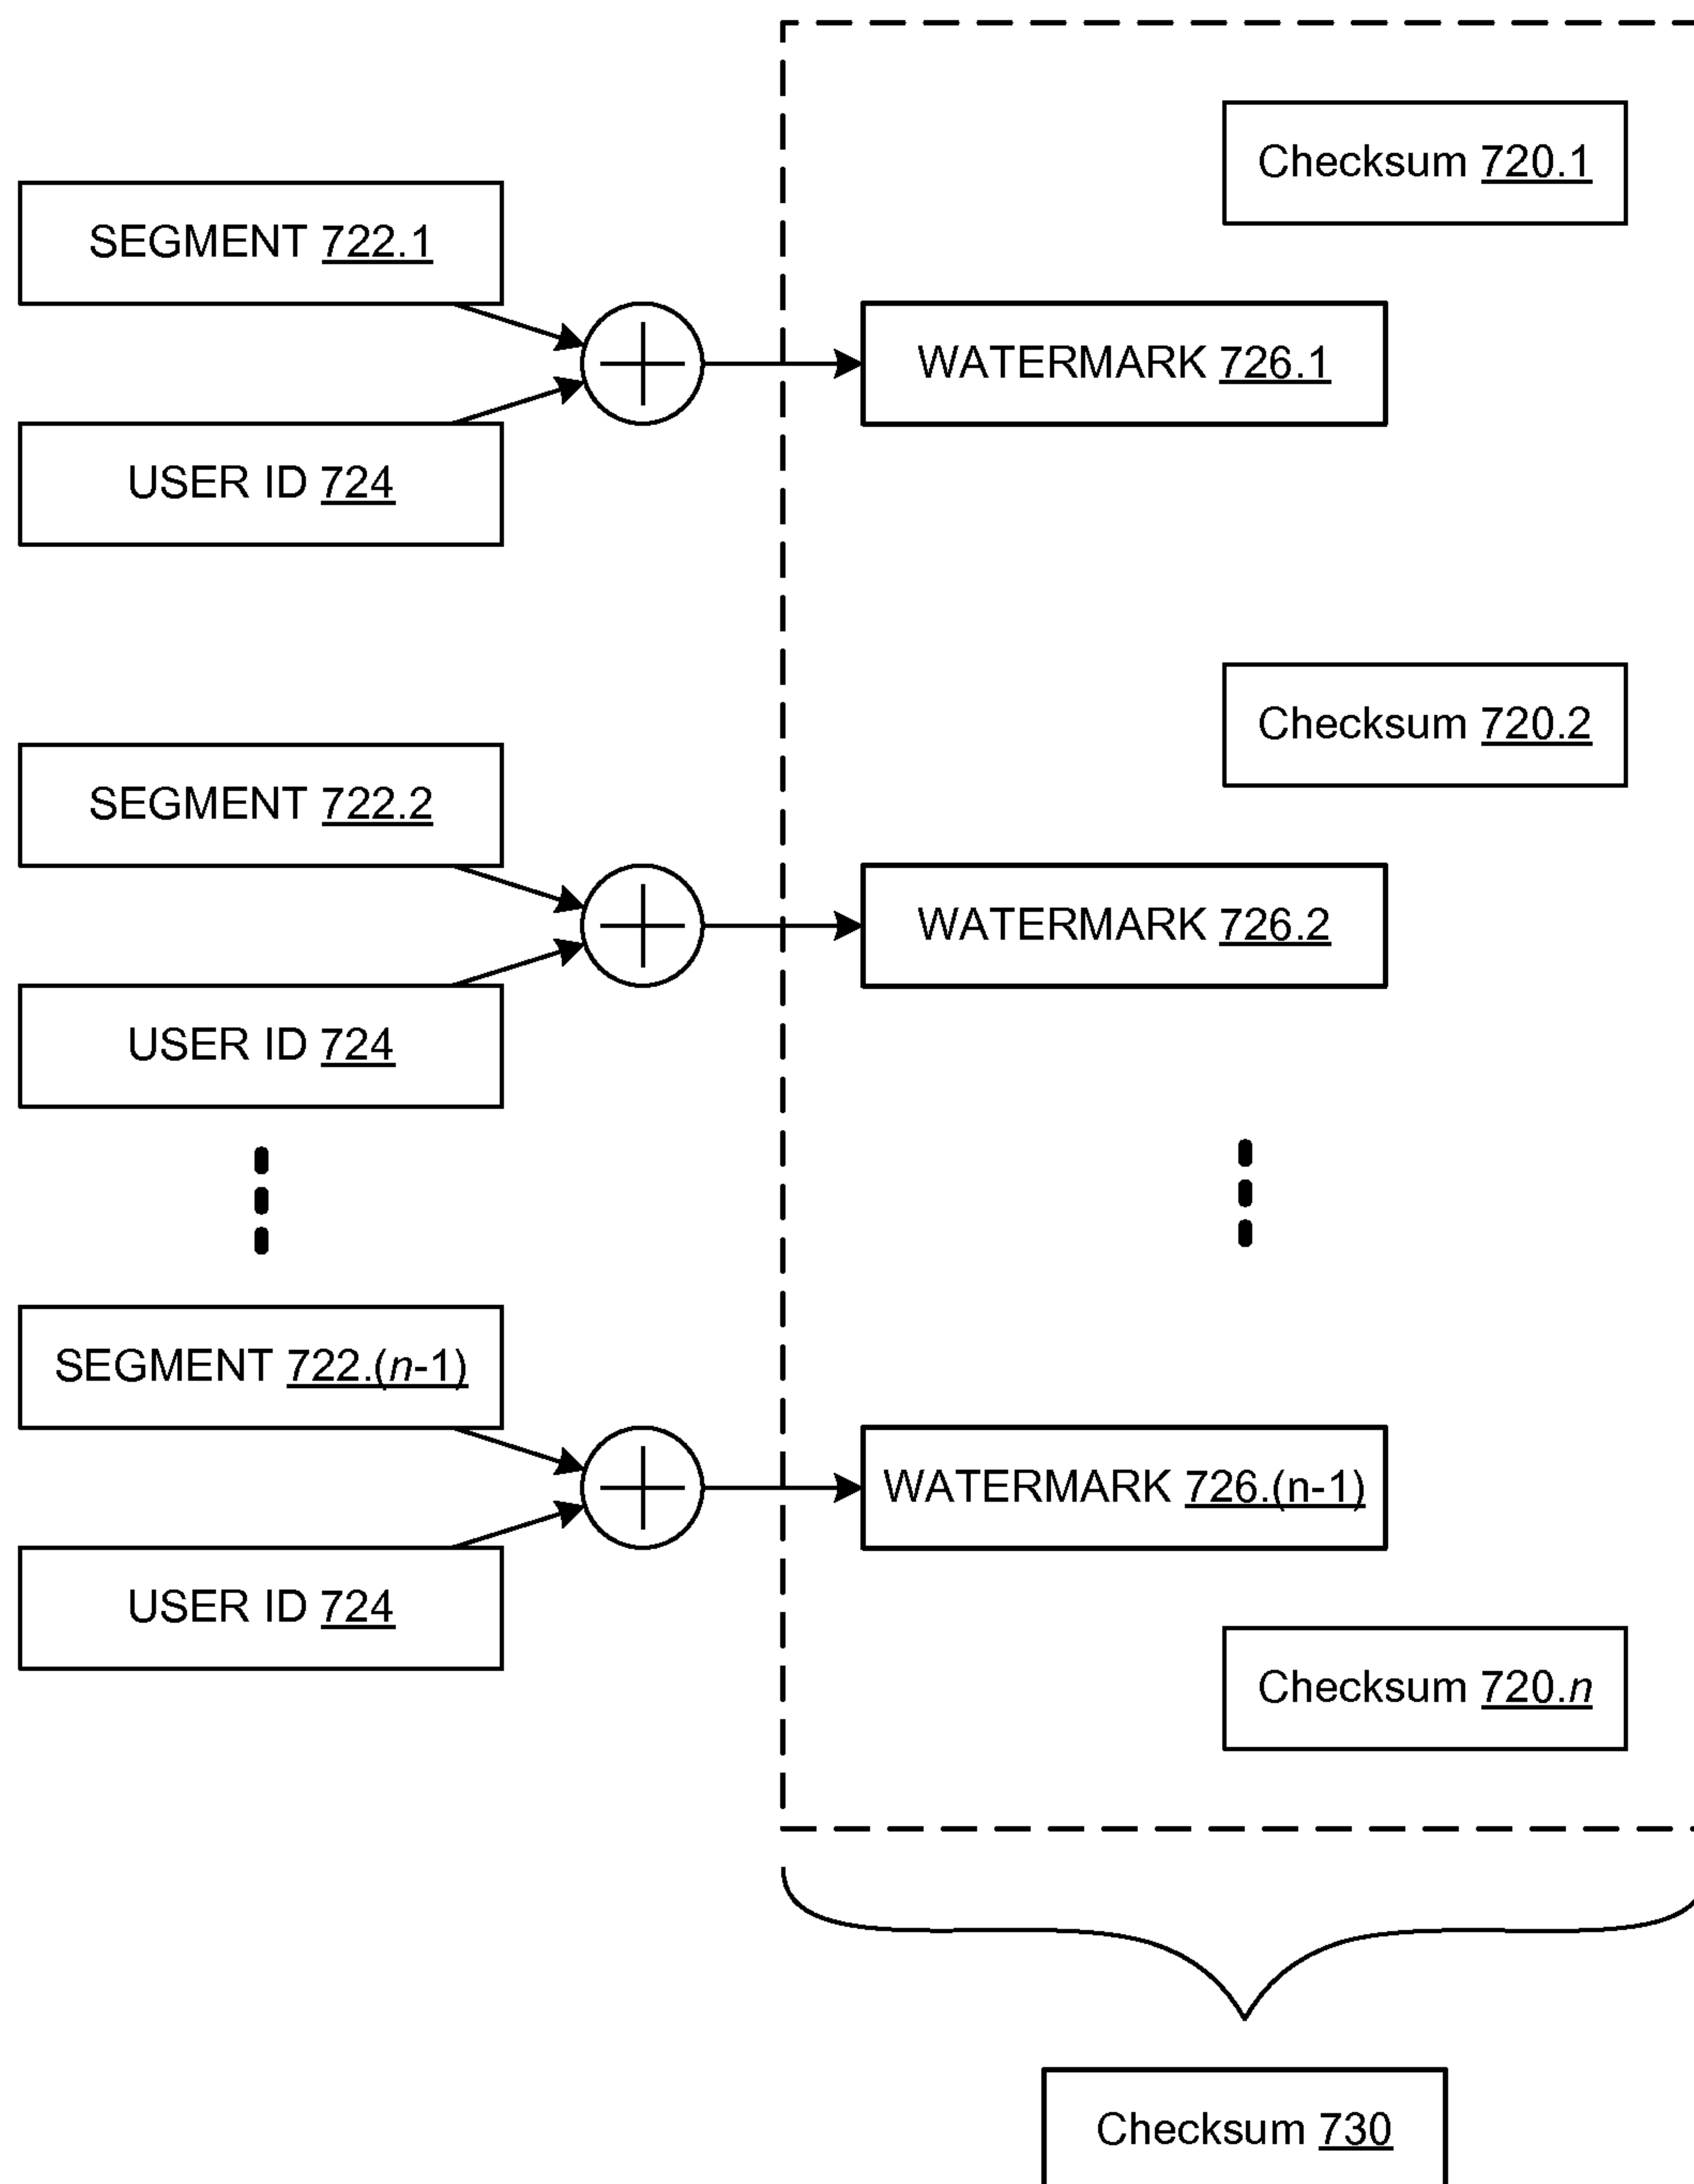 Checksum 720.1
SEGMENT 722.1
WATERMARK 726.1
USER ID 724
Checksum 720.2
SEGMENT 722.2
WATERMARK 726.2
USER ID 724
SEGMENT 722.(n-1)
WATERMARK 726.(n-1)
USER ID 724
Checksum 720.n
Checksum 730